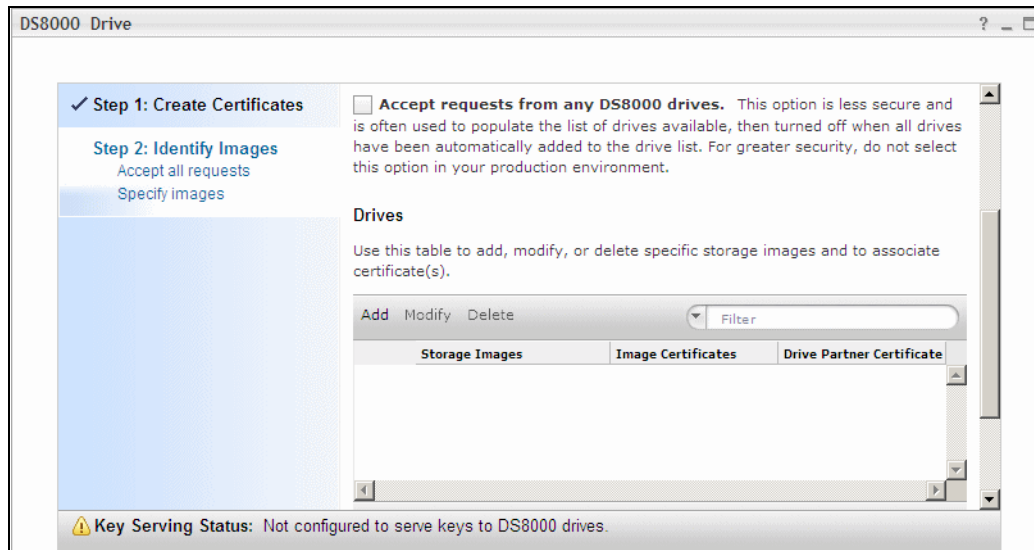 DS8000 Drive
?
✓ Step 1: Create Certificates
Step 2: Identify Images
Accept all requests
Specify images
Accept requests from any DS8000 drives. This option is less secure and
is often used to populate the list of drives available, then turned off when all drives
have been automatically added to the drive list. For greater security, do not select
this option in your production environment.
Drives
Use this table to add, modify, or delete specific storage images and to associate
certificate(s).
Add Modify Delete Filter
Storage Images Image Certificates Drive Partner Certificate
Key Serving Status: Not configured to serve keys to DS8000 drives.